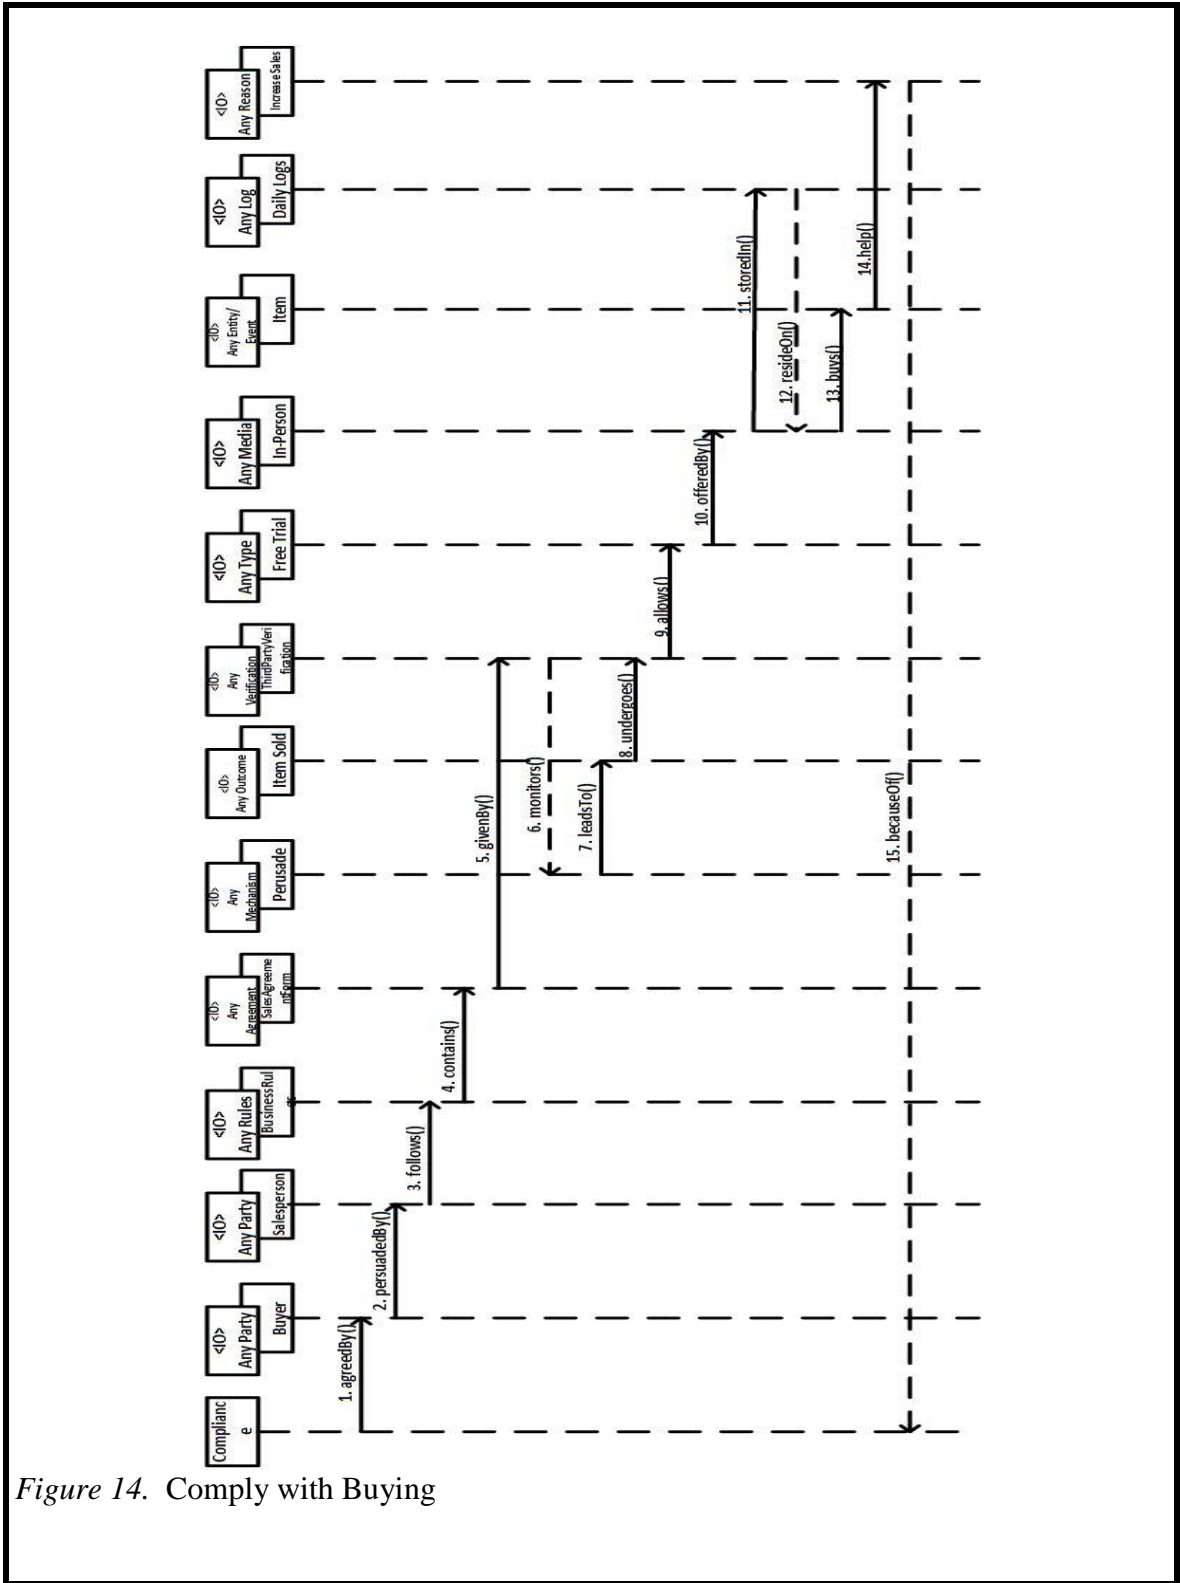 Complianc
e
<IO>
Any Party
Buyer
<IO>
Any Party
Salesperson
<IO>
Any Rules
BusinessRul
es
<IO>
Any
Agreement
SalesAgreeme
ntForm
<IO>
Any
Mechanism
Perusade
<IO>
Any Outcome
Item Sold
<IO>
Any
Verification
ThirdPartyVeri
fication
<IO>
Any Type
Free Trial
<IO>
Any Media
In-Person
<IO>
Any Entity/
Event
Item
<IO>
Any Log
Daily Logs
<IO>
Any Reason
Increase Sales
1. agreedBy()
2. persuadedBy()
3. follows()
4. contains()
5. givenBy()
6. monitors()
7. leadsTo()
8. undergoes()
9. allows()
10. offeredBy()
11. storedIn()
12. resideOn()
13. buys()
14.help()
15. becauseOf()
Figure 14. Comply with Buying